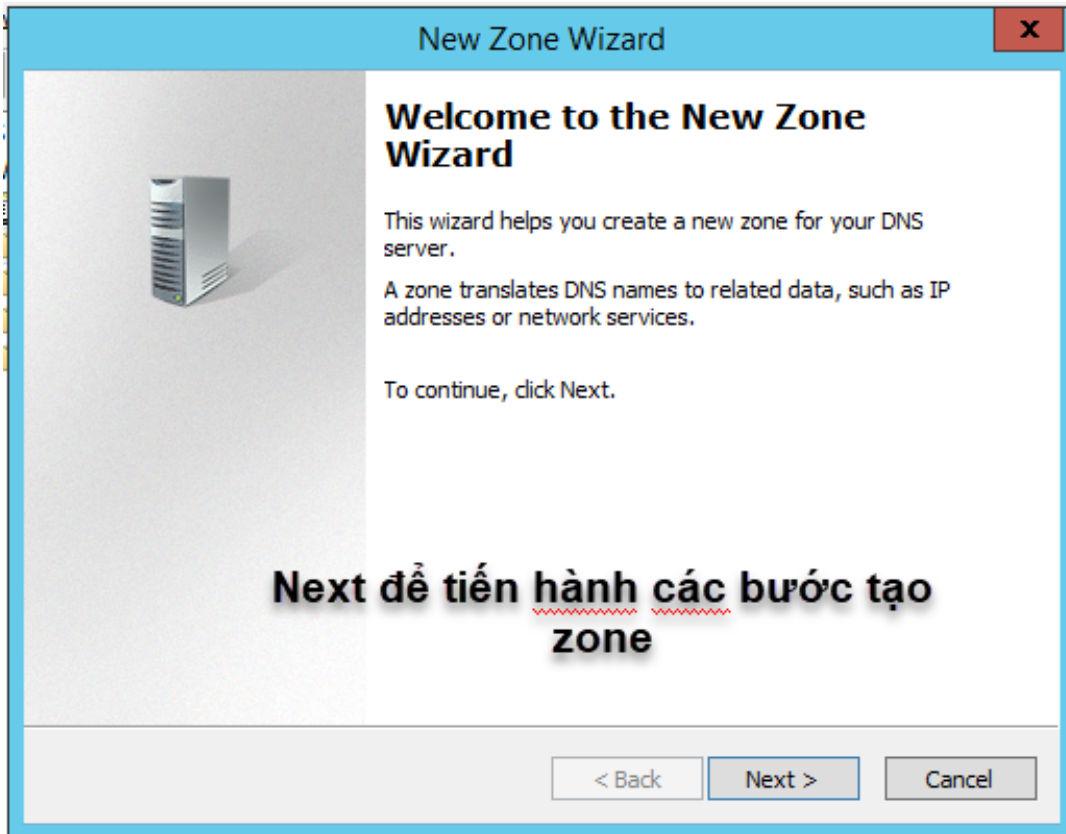 New Zone Wizard
x
Welcome to the New Zone
Wizard
This wizard helps you create a new zone for your DNS
server.
A zone translates DNS names to related data, such as IP
addresses or network services.
To continue, click Next.
Next để tiến hành các bước tạo
zone
< Back
Next >
Cancel